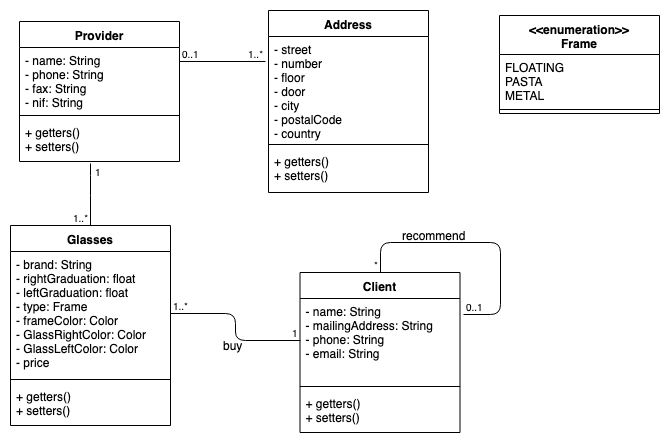 Provider
- name: String
- phone: String
- fax: String
- nif: String
+ getters()
+ setters()
0..1
1..*
Address
- street
- number
- floor
- door
- city
- postalCode
- country
+ getters()
+ setters()
<<enumeration>>
Frame
FLOATING
PASTA
METAL
1
1..*
Glasses
- brand: String
- rightGraduation: float
- leftGraduation: float
- type: Frame
- frameColor: Color
- GlassRightColor: Color
- GlassLeftColor: Color
- price
+ getters()
+ setters()
1..*
buy
1
recommend
*
0..1
Client
- name: String
- mailingAddress: String
- phone: String
- email: String
+ getters()
+ setters()